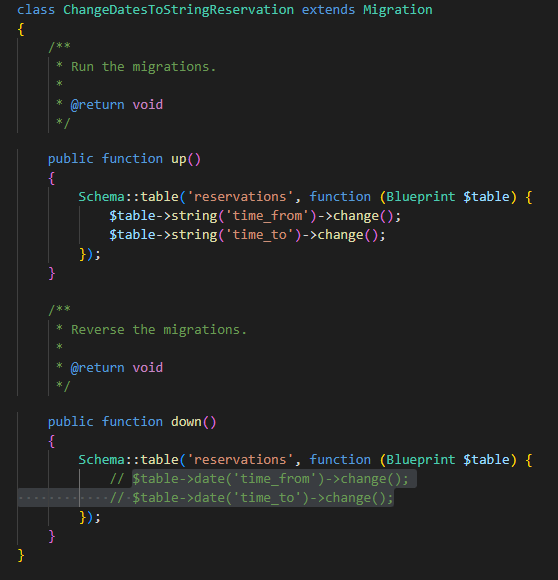 class ChangeDatesToStringReservation extends Migration
{
    /**
     * Run the migrations.
     *
     * @return void
     */
    public function up()
    {
        Schema::table('reservations', function (Blueprint $table) {
            $table->string('time_from')->change();
            $table->string('time_to')->change();
        });
    }
    /**
     * Reverse the migrations.
     *
     * @return void
     */
    public function down()
    {
        Schema::table('reservations', function (Blueprint $table) {
            // $table->date('time_from')->change();
            // $table->date('time_to')->change();
        });
    }
}